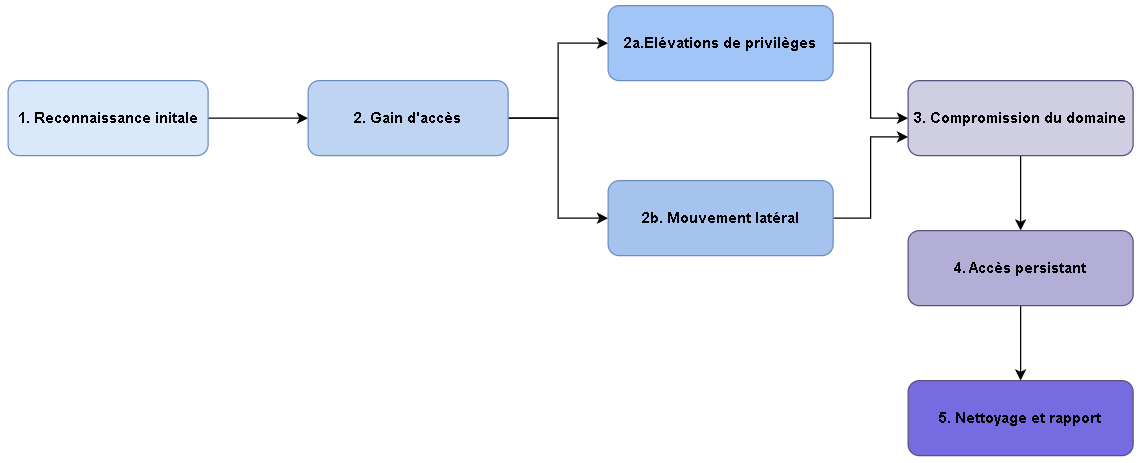 1. Reconnaissance initale
2. Gain d'accès
2a.Elévations de privilèges
2b. Mouvement latéral
3. Compromission du domaine
4. Accès persistant
5. Nettoyage et rapport